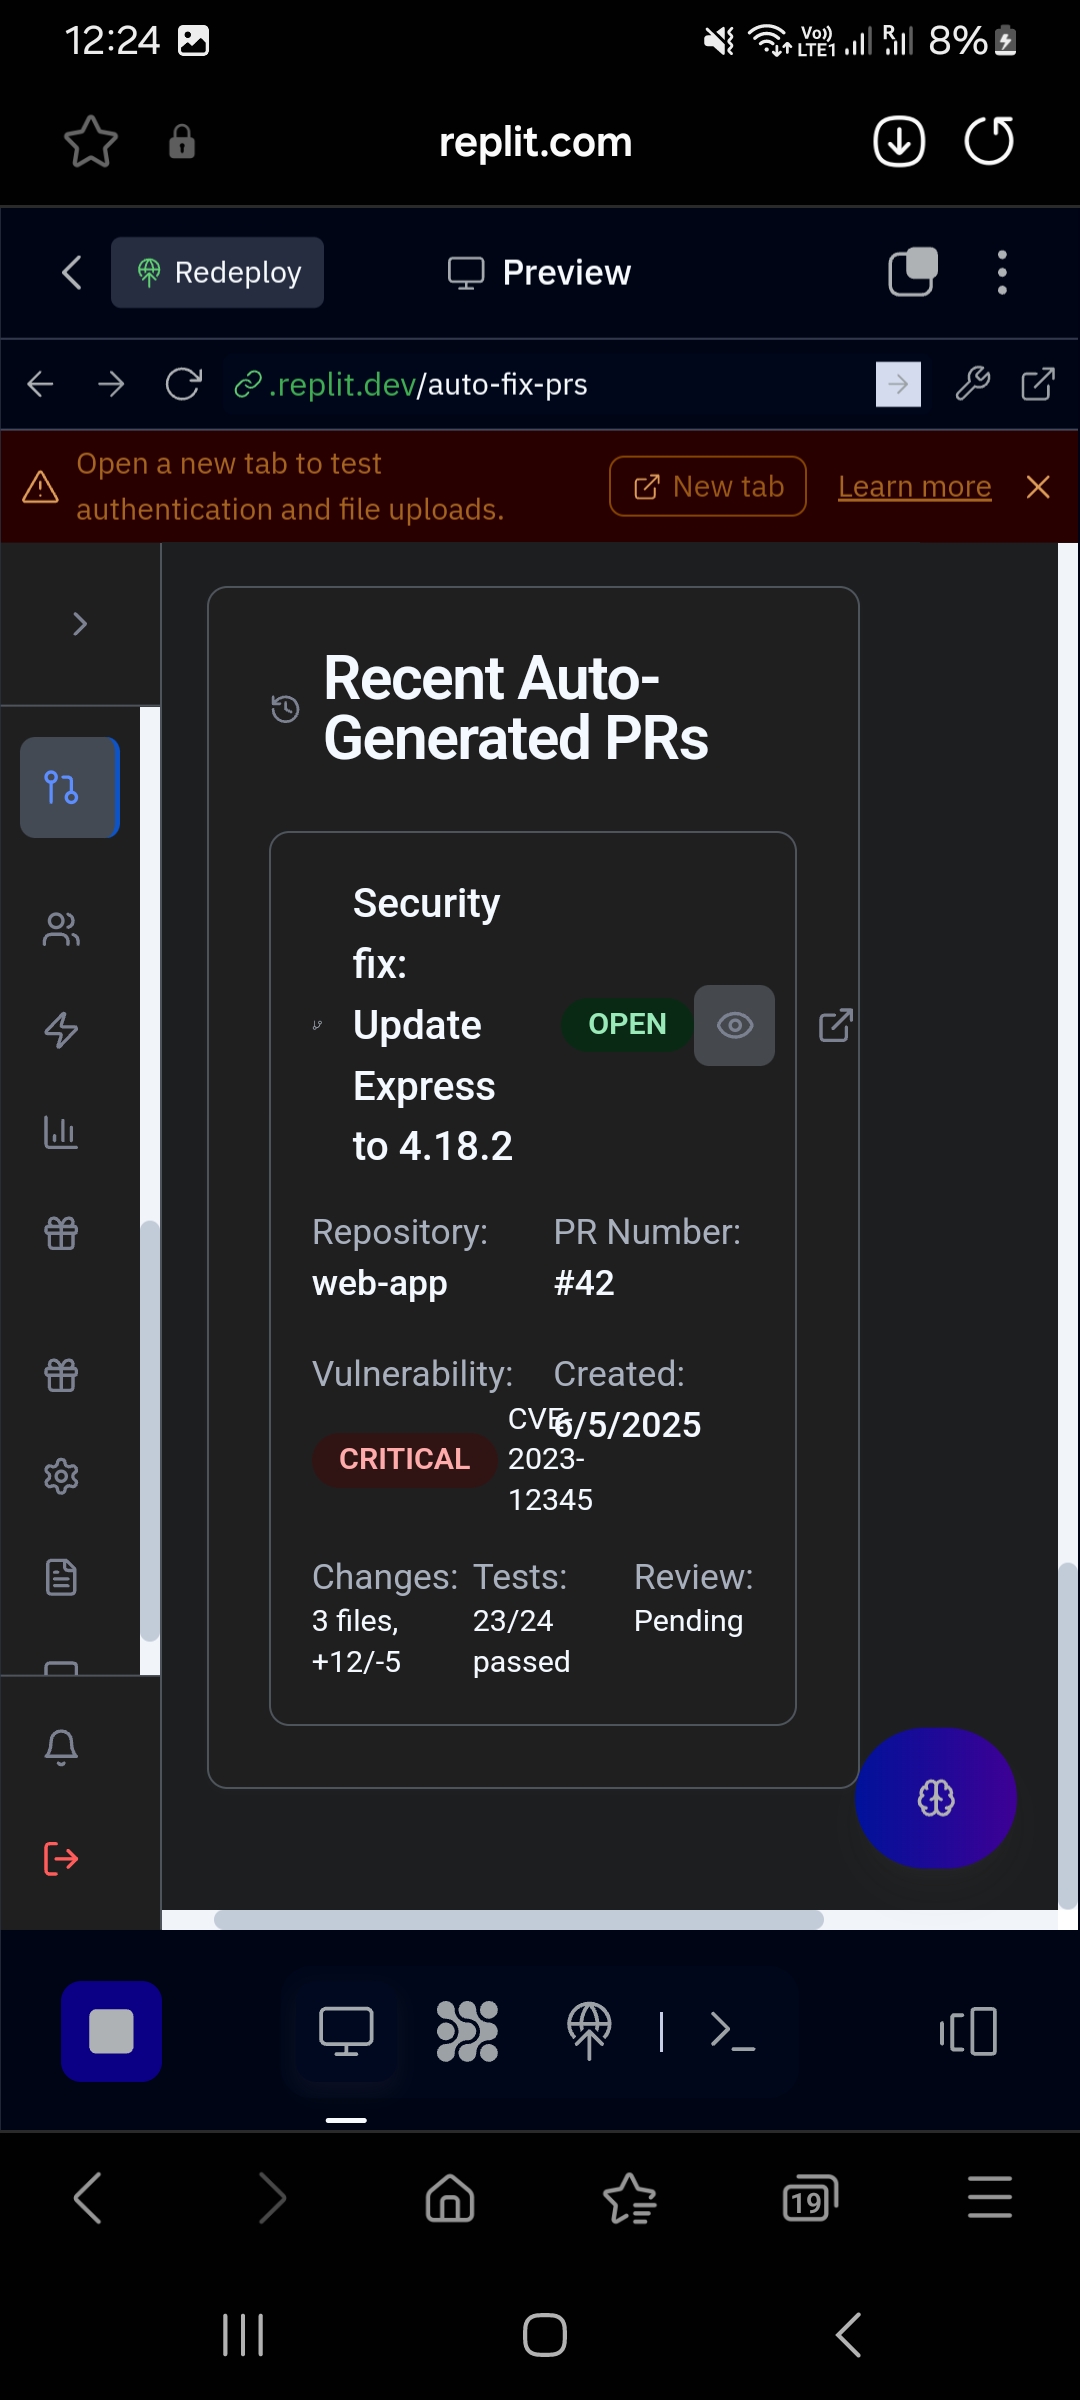 12:24
Vo))
LTE1
R
8%
replit.com
Redeploy
Preview
.replit.dev/auto-fix-prs
Open a new tab to test
authentication and file uploads.
New tab
Learn more
Recent Auto-
Generated PRs
Security
fix:
Update
Express
to 4.18.2
OPEN
Repository:
web-app
PR Number:
#42
Vulnerability:
CRITICAL
CVE-
2023-
12345
Created:
6/5/2025
Changes:
3 files,
+12/-5
Tests:
23/24
passed
Review:
Pending
19